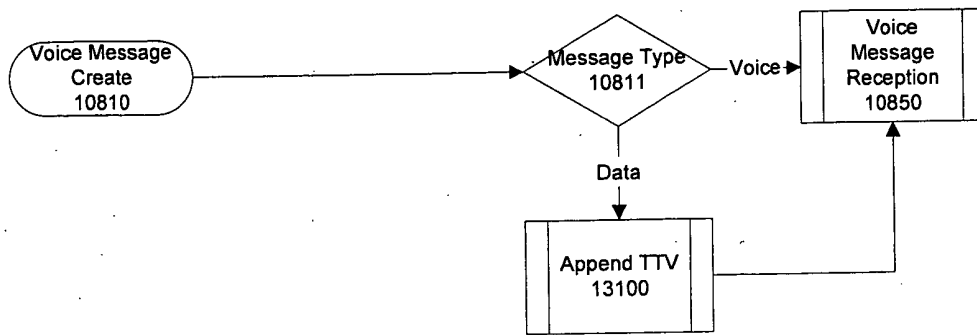 Voice Message
Create
10810
Message Type
10811
Voice
Voice
Message
Reception
10850
Data
Append TTV
13100